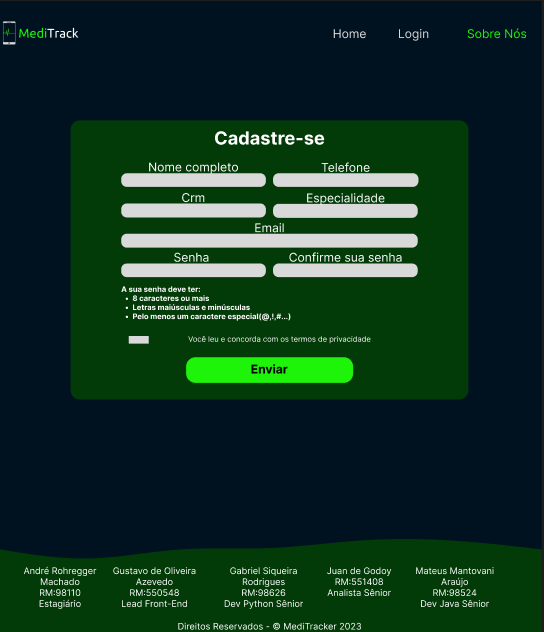 MediTrack
Home Login Sobre Nós
Cadastre-se
Nome completo Telefone
Crm Especialidade
Email
Senha Confirme sua senha
A sua senha deve ter:
• 8 caracteres ou mais
• Letras maiúsculas e minúsculas
• Pelo menos um caractere especial(@,!,#...)
Você leu e concorda com os termos de privacidade
Enviar
André Rohregger Gustavo de Oliveira Gabriel Siqueira Juan de Godoy Mateus Mantovani
Machado Azevedo Rodrigues RM:551408 Araújo
RM:98110 RM:550548 RM:98626 Analista Sênior RM:98524
Estagiário Lead Front-End Dev Python Sênior Dev Java Sênior
Direitos Reservados - © MediTracker 2023